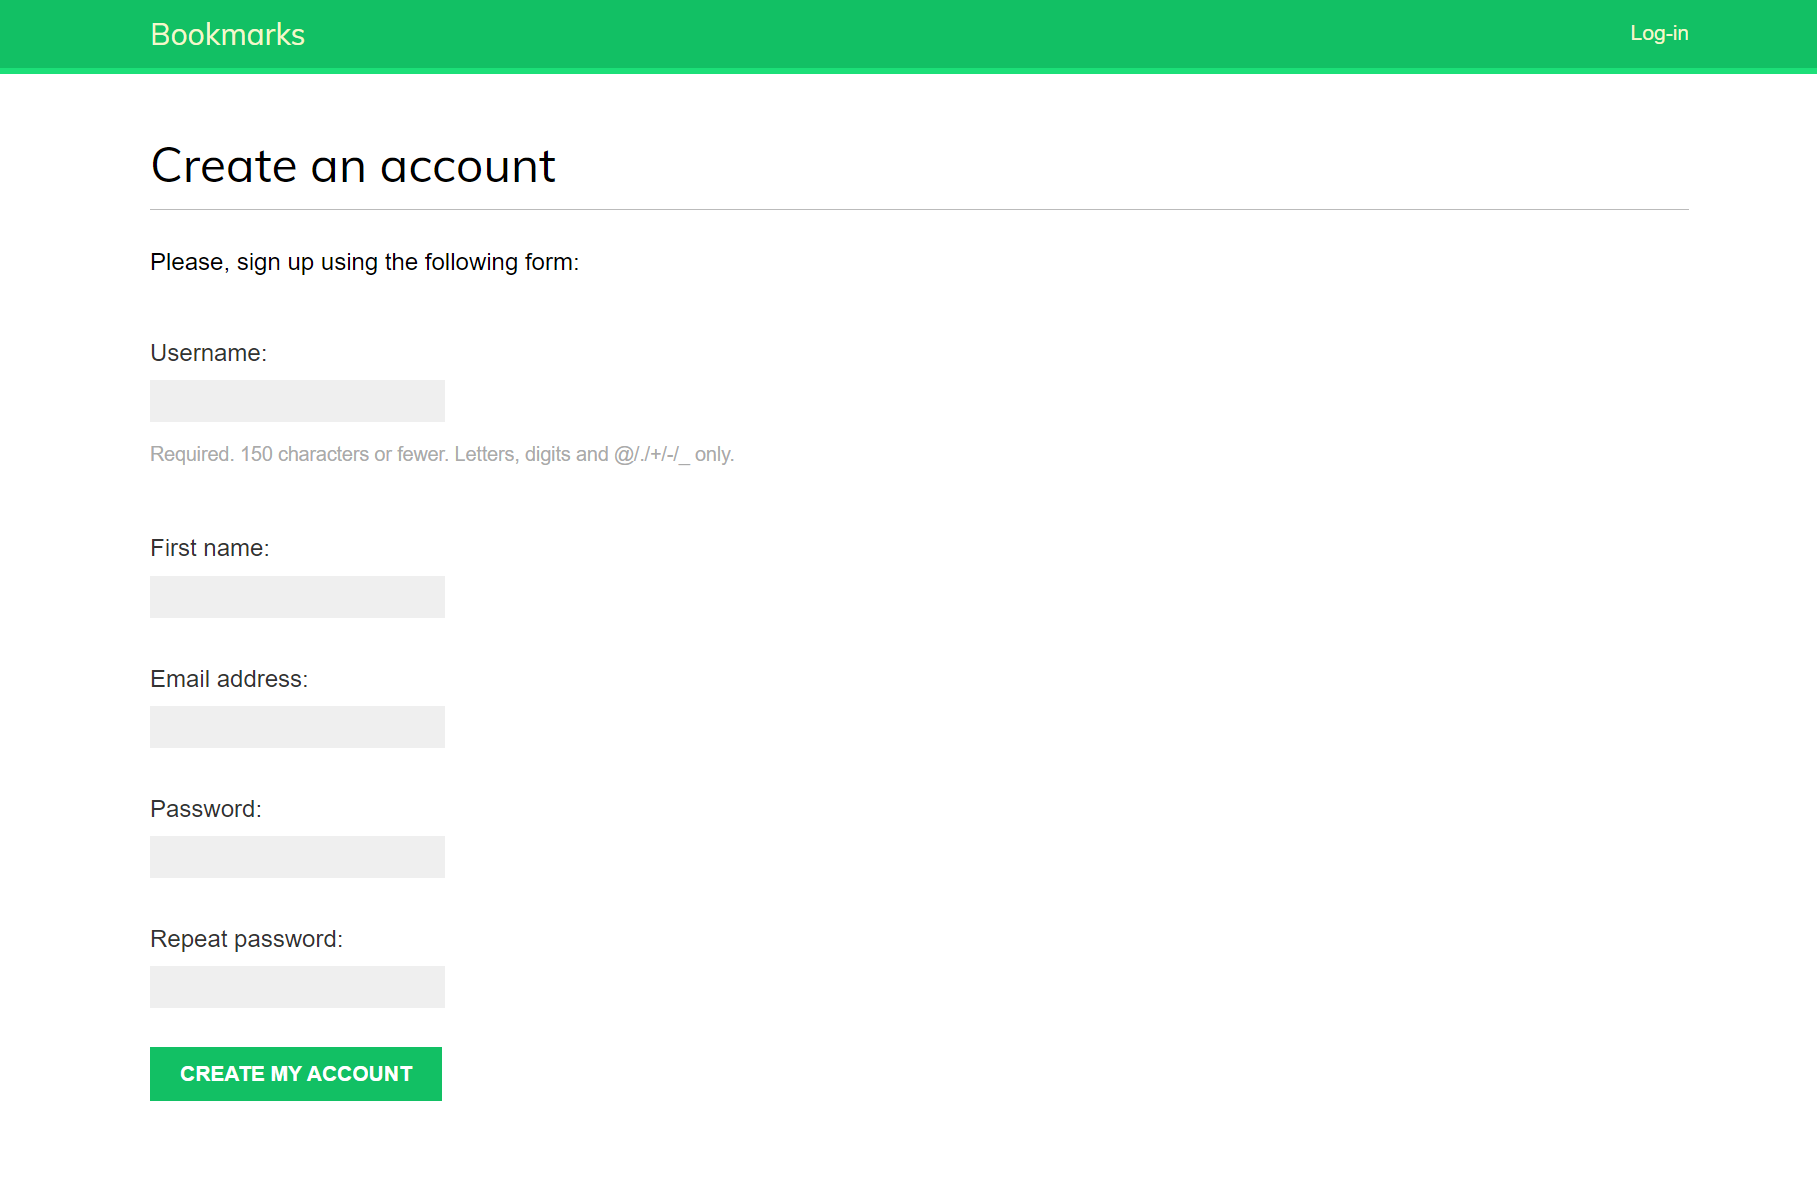 Bookmarks
Log-in
Create an account
Please, sign up using the following form:
Username:
Required. 150 characters or fewer. Letters, digits and @/./+/-/_ only.
First name:
Email address:
Password:
Repeat password:
CREATE MY ACCOUNT